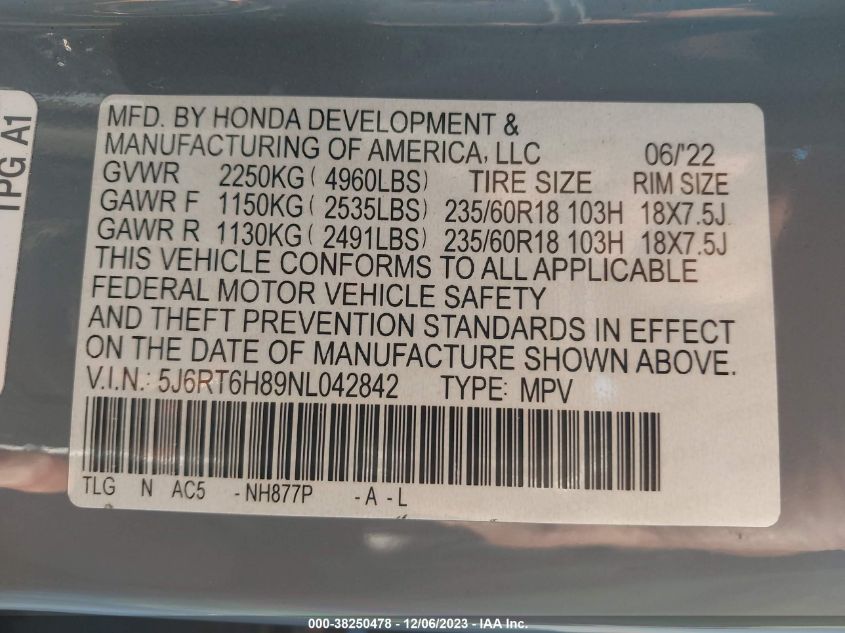 TPG A1
MFD. BY HONDA DEVELOPMENT &
MANUFACTURING OF AMERICA, LLC 06/'22
GVWR 2250KG ( 4960LBS) TIRE SIZE RIM SIZE
GAWR F 1150KG ( 2535LBS) 235/60R18 103H 18X7.5J
GAWR R 1130KG ( 2491LBS) 235/60R18 103H 18X7.5J
THIS VEHICLE CONFORMS TO ALL APPLICABLE
FEDERAL MOTOR VEHICLE SAFETY
AND THEFT PREVENTION STANDARDS IN EFFECT
ON THE DATE OF MANUFACTURE SHOWN ABOVE.
V.I.N.: 5J6RT6H89NL042842 TYPE: MPV
TLG N AC5 -NH877P -A -L
000-38250478 - 12/06/2023 - IAA Inc.